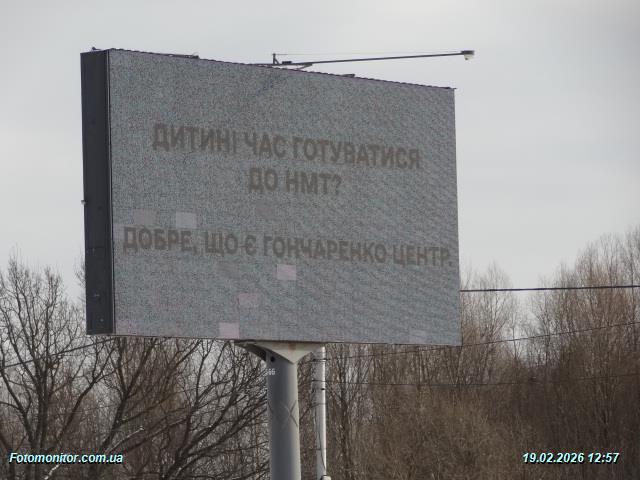 ДИТИНІ ЧАС ГОТУВАТИСЯ
ДО НМТ?
ДОБРЕ, ЩО Є ГОНЧАРЕНКО ЦЕНТР.
Fotomonitor.com.ua
19.02.2026 12:57